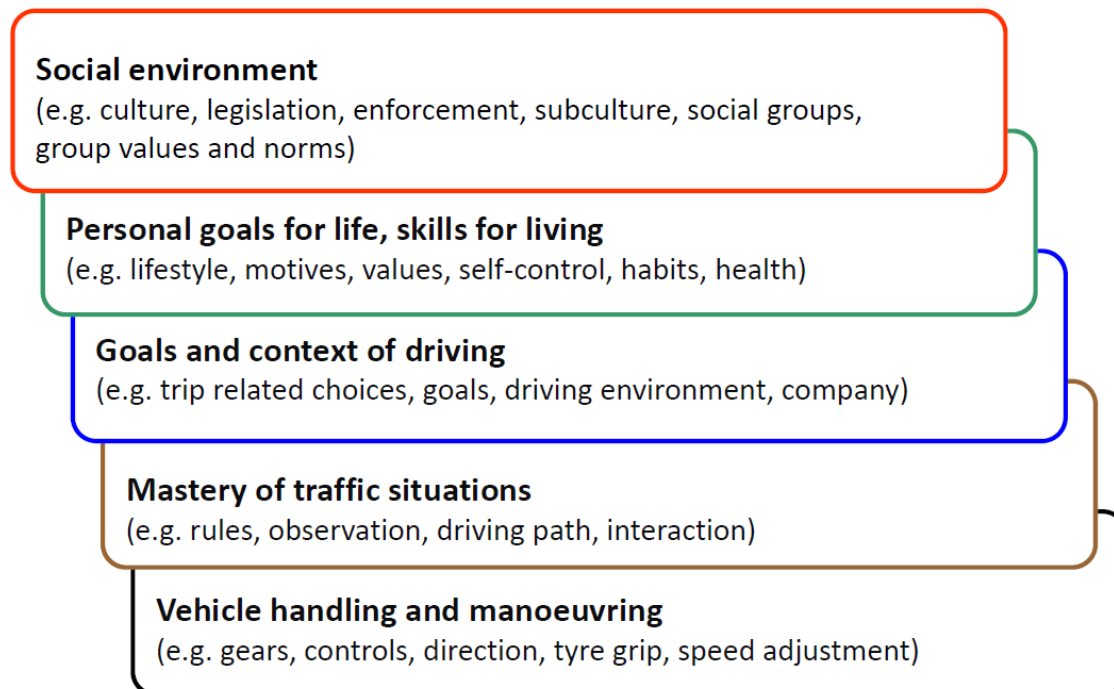 Social environment
(e.g. culture, legislation, enforcement, subculture, social groups,
group values and norms)
Personal goals for life, skills for living
(e.g. lifestyle, motives, values, self-control, habits, health)
Goals and context of driving
(e.g. trip related choices, goals, driving environment, company)
Mastery of traffic situations
(e.g. rules, observation, driving path, interaction)
Vehicle handling and manoeuvring
(e.g. gears, controls, direction, tyre grip, speed adjustment)